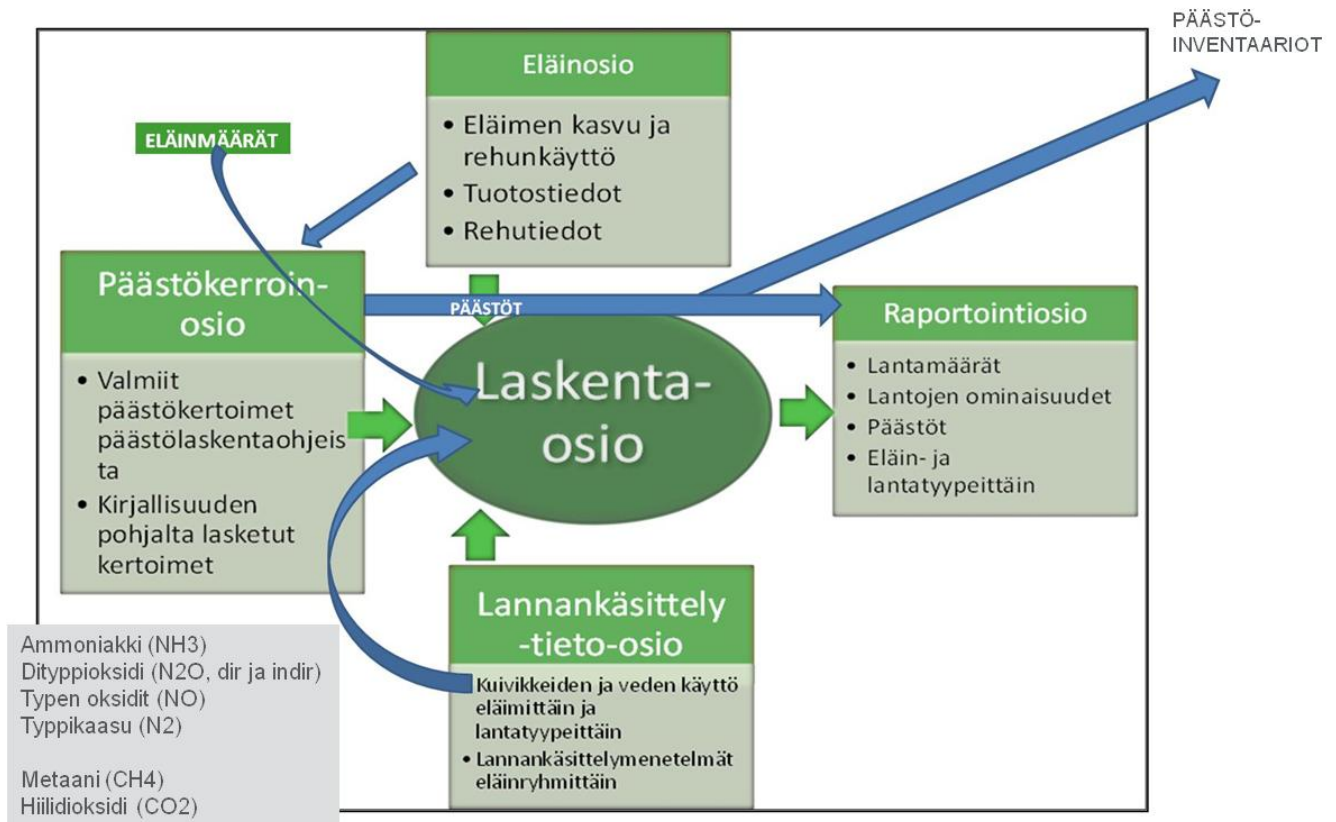 PÄÄSTÖ-
INVENTAARIOT
Eläinosio
• Eläimen kasvu ja
rehunkäyttö
• Tuotostiedot
• Rehutiedot
ELÄINMÄÄRÄT
Päästökerroin-
osio
• Valmiit
päästökertoimet
päästölaskentaohjeis
ta
• Kirjallisuuden
pohjalta lasketut
kertoimet
PÄÄSTÖT
Laskenta-
osio
Raportointiosio
• Lantamäärät
• Lantojen ominaisuudet
• Päästöt
• Eläin- ja
lantatyypeittäin
Lannankäsittely
-tieto-osio
Kuivikkeiden ja veden käyttö
eläimittäin ja
lantatyypeittäin
• Lannankäsittelymenetelmät
eläinryhmittäin
Ammoniakki (NH3)
Dityppioksidi (N2O, dir ja indir)
Typen oksidit (NO)
Typpikaasu (N2)
Metaani (CH4)
Hiilidioksidi (CO2)